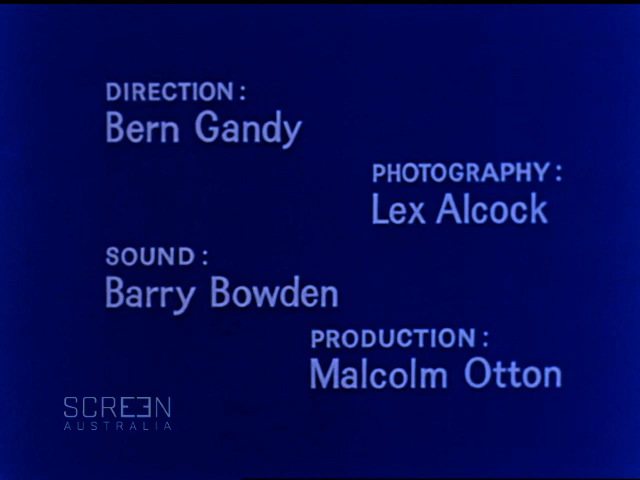 DIRECTION:
Bern Gandy
PHOTOGRAPHY:
Lex Alcock
SOUND:
Barry Bowden
PRODUCTION:
Malcolm Otton
SCREEN
AUSTRALIA